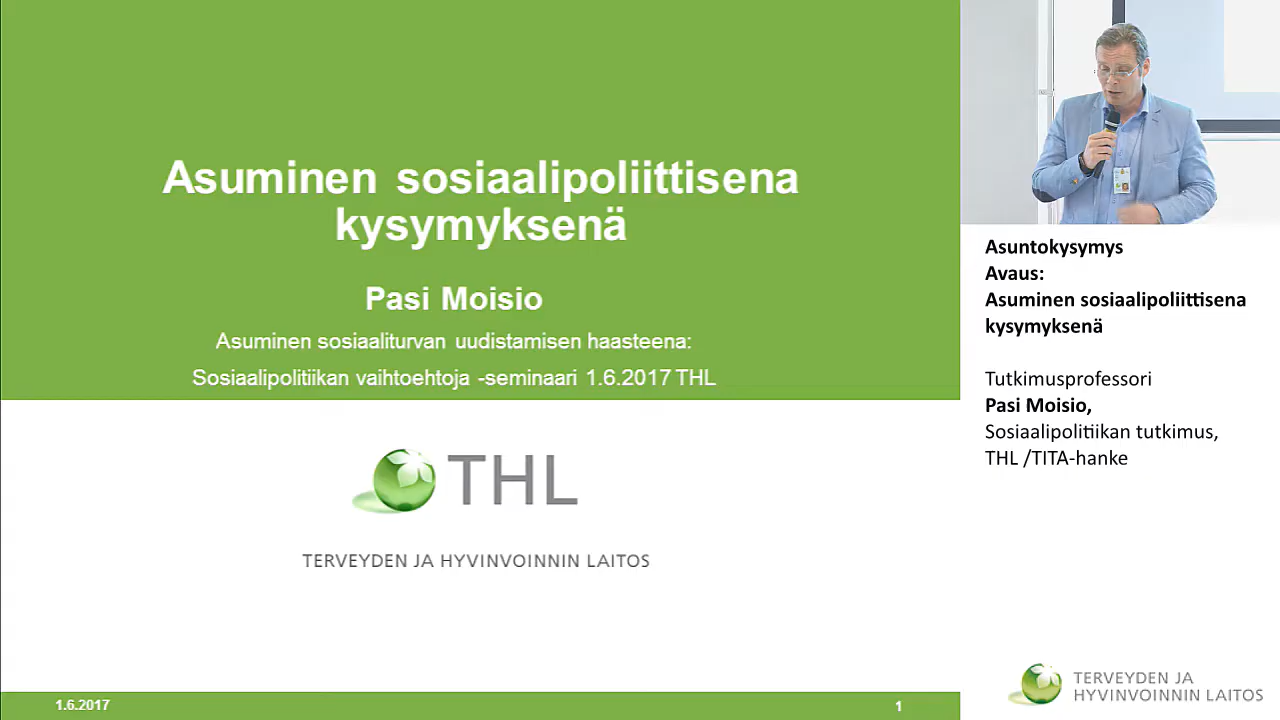 Asuminen sosiaalipoliittisena
kysymyksenä
Pasi Moisio
Asuminen sosiaaliturvan uudistamisen haasteena:
Sosiaalipolitiikan vaihtoehtoja -seminaari 1.6.2017 THL
THL
TERVEYDEN JA HYVINVOINNIN LAITOS
1.6.2017
1
Asuntokysymys
Avaus:
Asuminen sosiaalipoliittisena
kysymyksenä
Tutkimusprofessori
Pasi Moisio,
Sosiaalipolitiikan tutkimus,
THL /TITA-hanke
TERVEYDEN JA
HYVINVOINNIN LAITOS